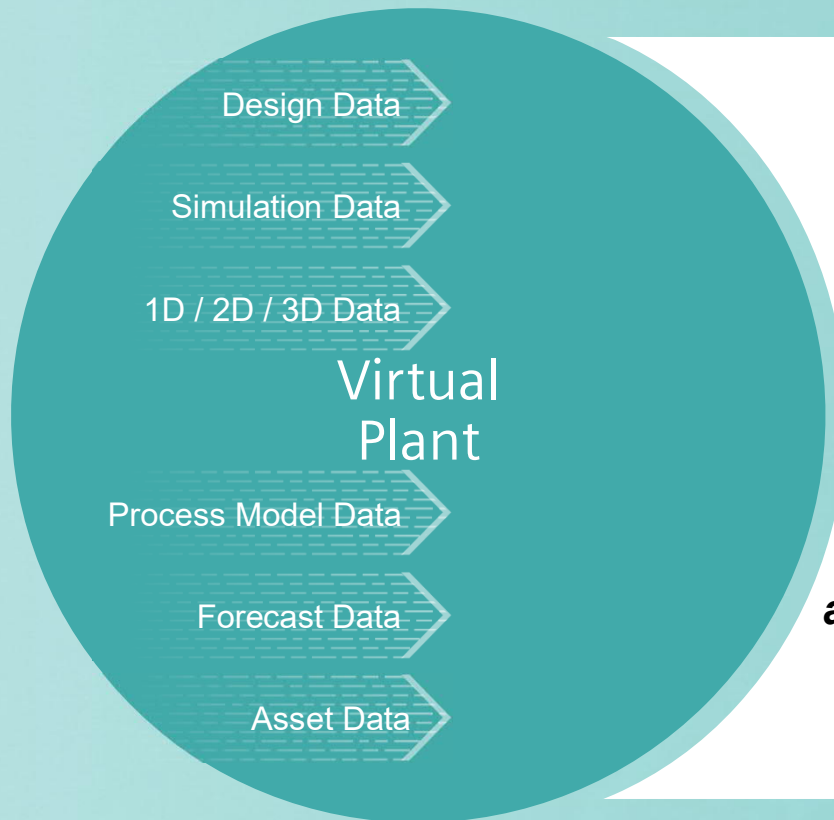 Design Data
Simulation Data
1D / 2D / 3D Data
Virtual
Plant
Process Model Data
Forecast Data
a
Asset Data